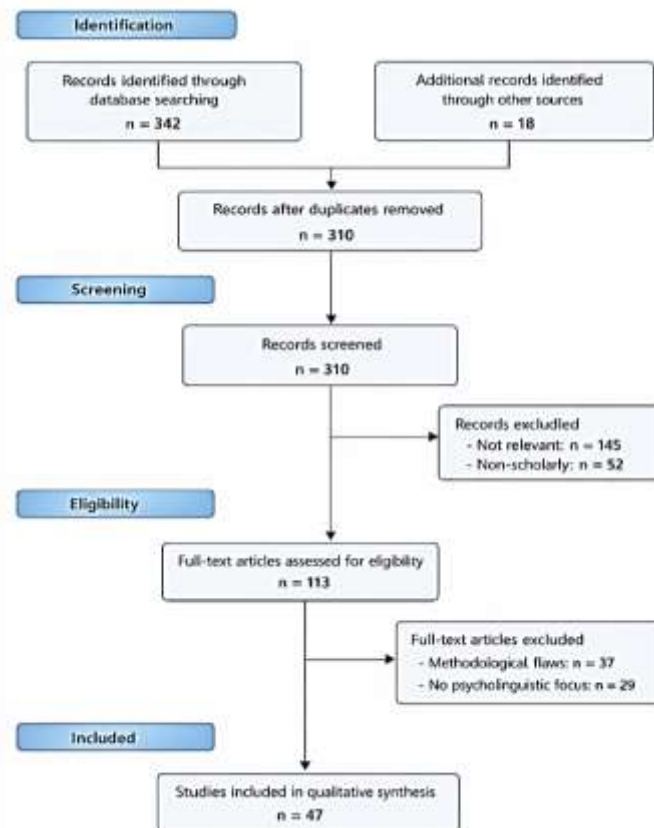 Identification
Records identified through
database searching
n = 342
Additional records identified
through other sources
n = 18
Records after duplicates removed
n = 310
Screening
Records screened
n = 310
Records excludled
- Not relevant: n = 145
- Non-scholarly: n = 52
Eligibility
Full-text articles assessed for eligibility
n = 113
Full-text articles excluded
- Methodological flaws: n = 37
- No psycholinguistic focus: n = 29
Included
Studies included in qualitative synthesis
n = 47